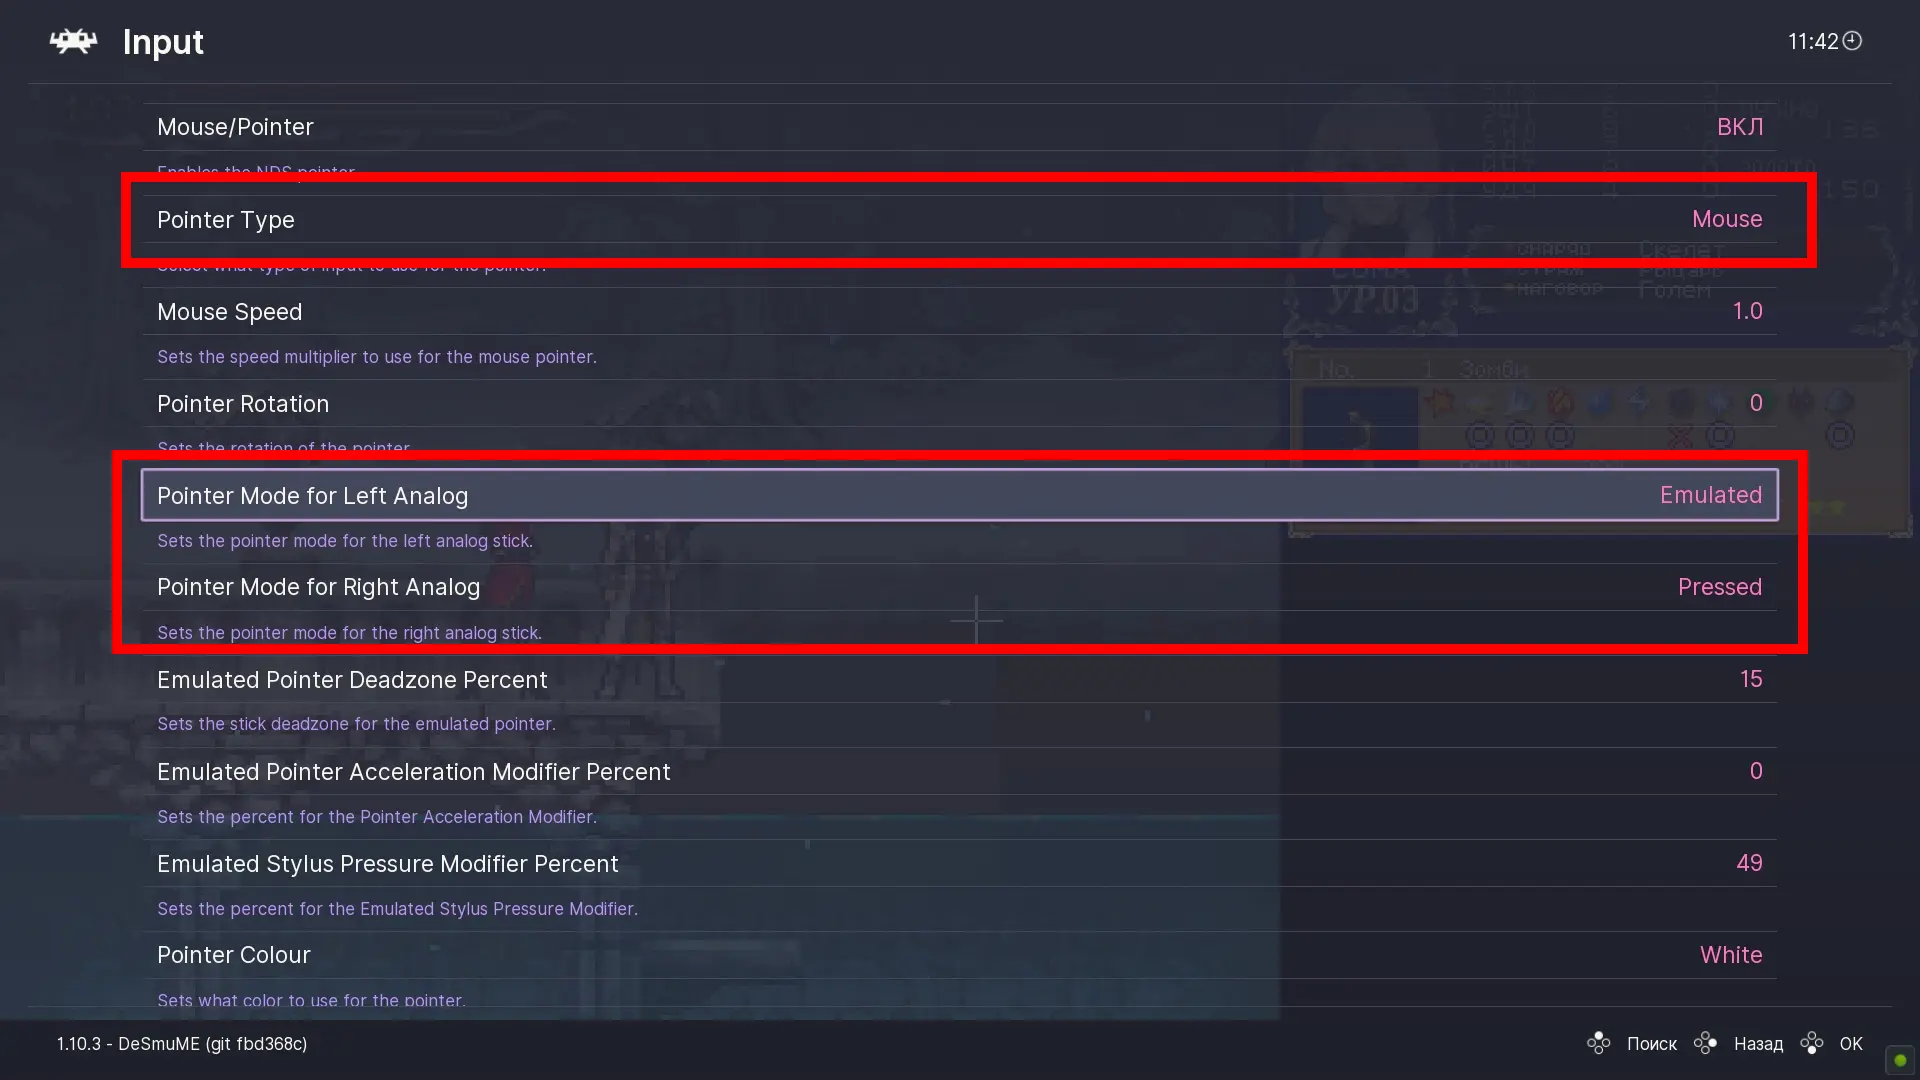 Input
11:42
Mouse/Pointer ВКЛ
Enables the NDS pointer.
Pointer Type Mouse
Select what type of input to use for the pointer.
Mouse Speed 1.0
Sets the speed multiplier to use for the mouse pointer.
Pointer Rotation 0
Sets the rotation of the pointer.
Pointer Mode for Left Analog Emulated
Sets the pointer mode for the left analog stick.
Pointer Mode for Right Analog Pressed
Sets the pointer mode for the right analog stick.
Emulated Pointer Deadzone Percent 15
Sets the stick deadzone for the emulated pointer.
Emulated Pointer Acceleration Modifier Percent 0
Sets the percent for the Pointer Acceleration Modifier.
Emulated Stylus Pressure Modifier Percent 49
Sets the percent for the Emulated Stylus Pressure Modifier.
Pointer Colour White
Sets what color to use for the pointer.
УР.03
No. 1 Зомби
1.10.3 - DeSmuME (git fbd368c)
Поиск Назад OK